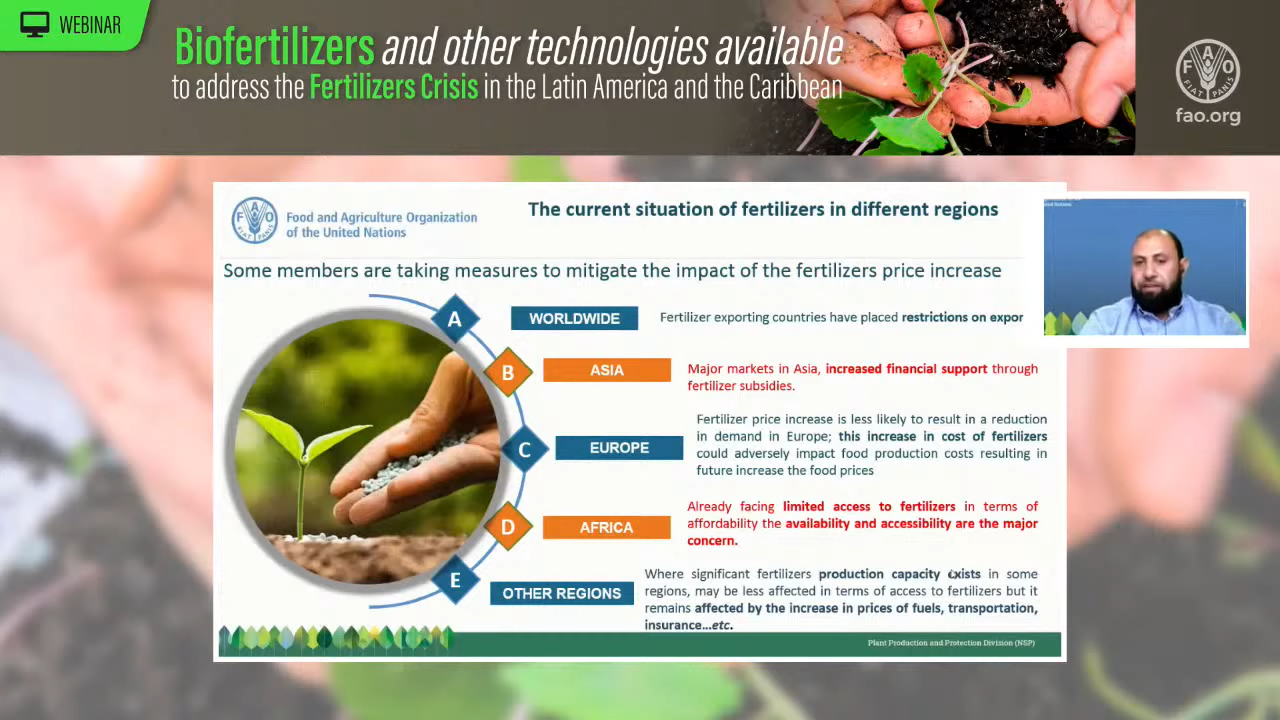 WEBINAR
Biofertilizers and other technologies available
to address the Fertilizers Crisis in the Latin America and the Caribbean
FAO
FIAT PANIS
fao.org
FAO
FIAT PANIS
Food and Agriculture Organization
of the United Nations
The current situation of fertilizers in different regions
Some members are taking measures to mitigate the impact of the fertilizers price increase
A
WORLDWIDE
Fertilizer exporting countries have placed restrictions on expor
B
ASIA
Major markets in Asia, increased financial support through
fertilizer subsidies.
C
EUROPE
Fertilizer price increase is less likely to result in a reduction
in demand in Europe; this increase in cost of fertilizers
could adversely impact food production costs resulting in
future increase the food prices
D
AFRICA
Already facing limited access to fertilizers in terms of
affordability the availability and accessibility are the major
concern.
E
OTHER REGIONS
Where significant fertilizers production capacity exists in some
regions, may be less affected in terms of access to fertilizers but it
remains affected by the increase in prices of fuels, transportation,
insurance...etc.
Plant Production and Protection Division (NSP)